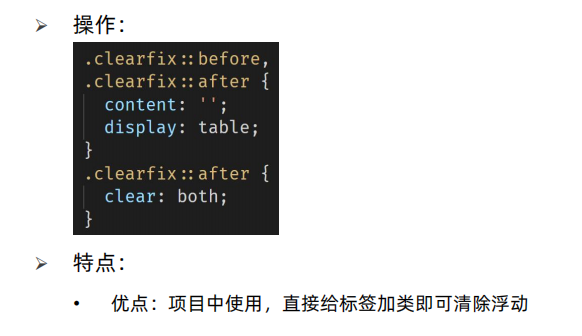 操作：
.clearfix::before,
.clearfix::after {
content: '';
display: table;
}
.clearfix::after {
clear: both;
}
特点：
• 优点：项目中使用，直接给标签加类即可清除浮动